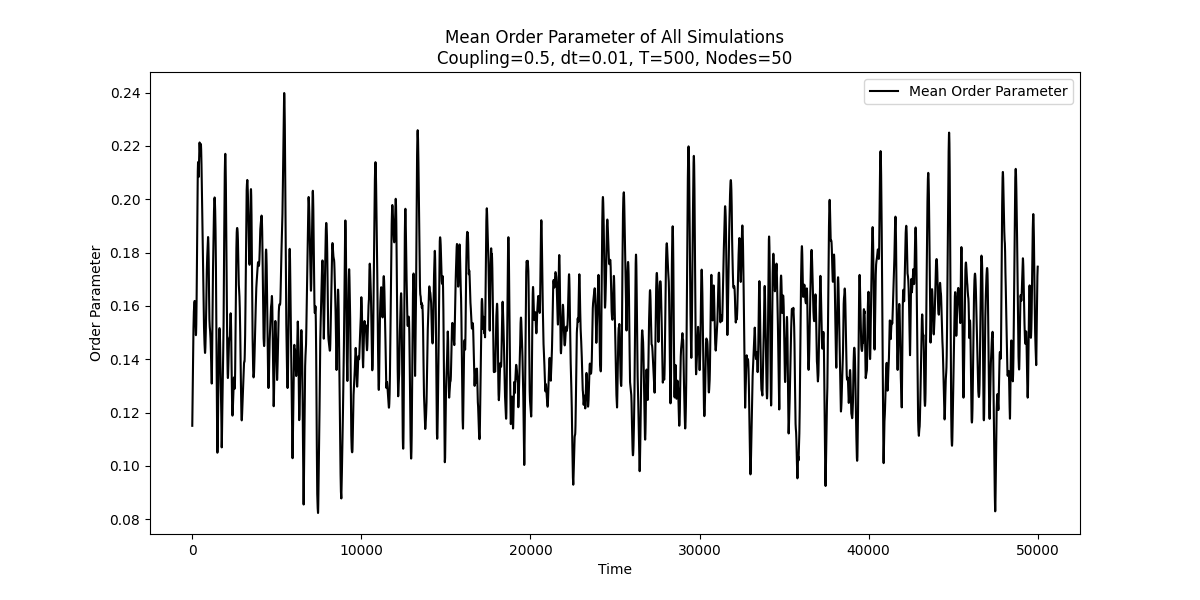 Mean Order Parameter of All Simulations
Coupling=0.5, dt=0.01, T=500, Nodes=50
Mean Order Parameter
Order Parameter
0.24
0.22
0.20
0.18
0.16
0.14
0.12
0.10
0.08
0 10000 20000 30000 40000 50000
Time